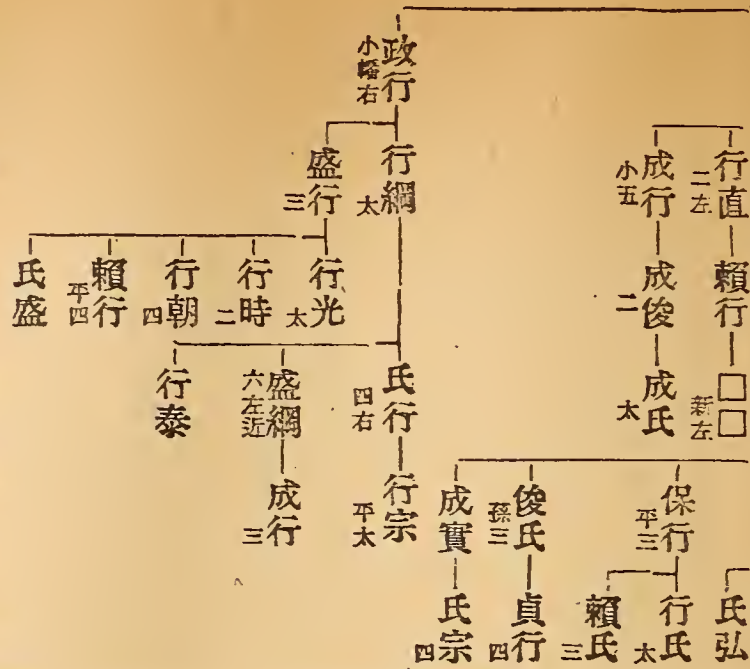 行直
二左
頼行
□□
新左
成行
小五
成俊
二
成氏
太
氏弘
保行
平三
行氏
太
頼氏
三
俊氏
孫三
貞行
四
成實
氏宗
四
政行
小幡右
行綱
太
氏行
四右
行宗
平太
盛綱
六左近
成行
三
行泰
盛行
三
行光
太
行時
二
行朝
四
頼行
平四
氏盛